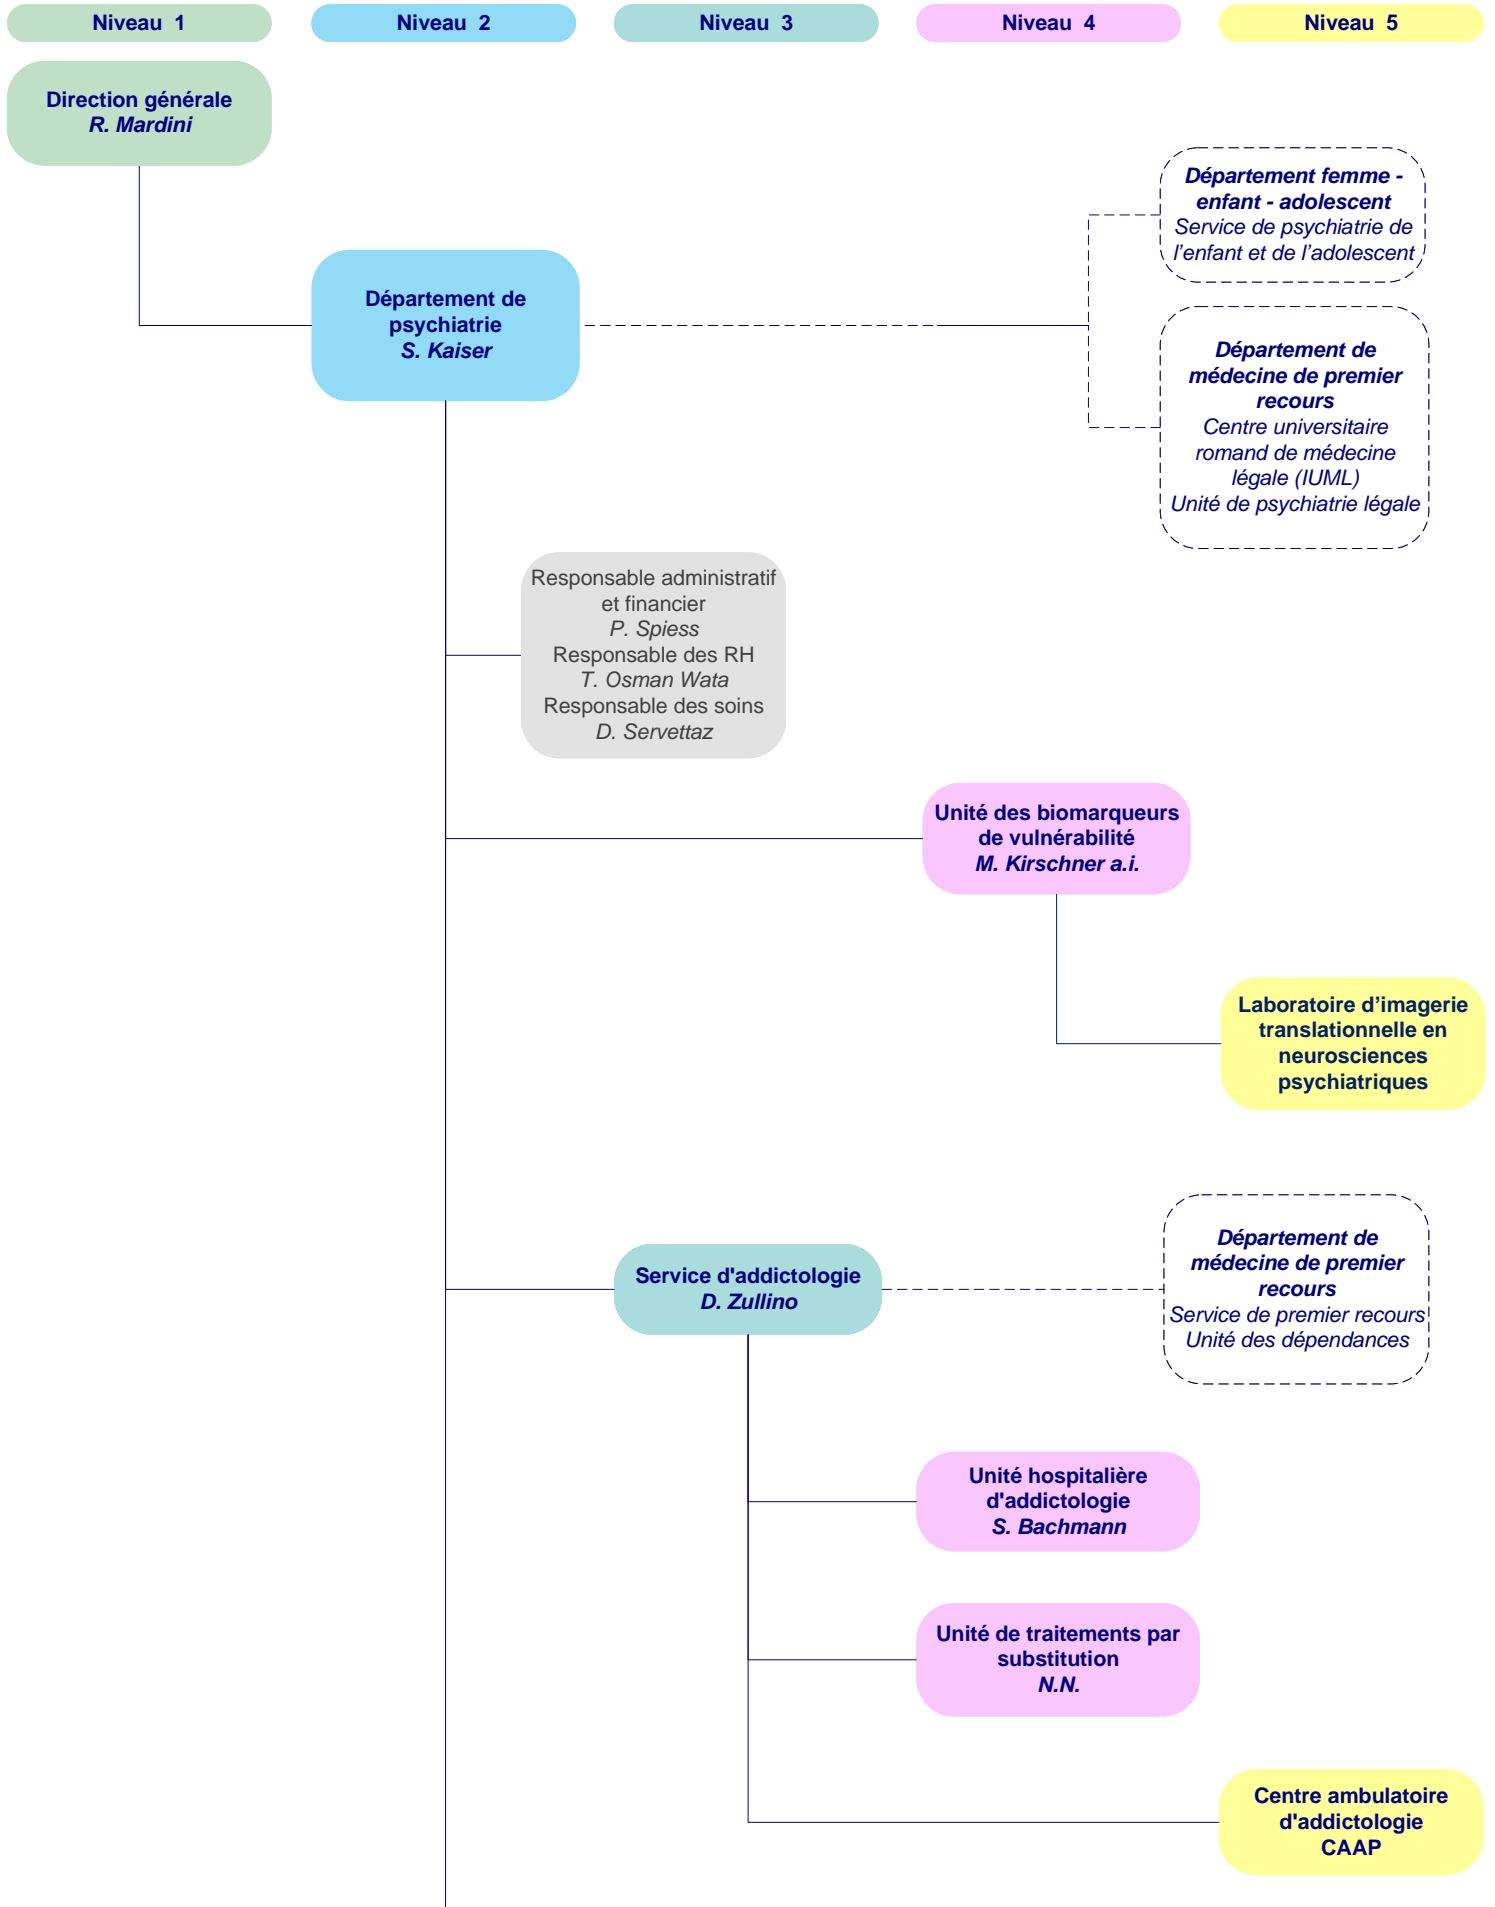 Niveau 1
Niveau 2
Niveau 3
Niveau 4
Niveau 5
Direction générale
R. Mardini
Département femme -
enfant - adolescent
Service de psychiatrie de
l’enfant et de l’adolescent
Département de
psychiatrie
S. Kaiser
Département de
médecine de premier
recours
Centre universitaire
romand de médecine
légale (IUML)
Unité de psychiatrie légale
Responsable administratif
et financier
P. Spiess
Responsable des RH
T. Osman Wata
Responsable des soins
D. Servettaz
Unité des biomarqueurs
de vulnérabilité
M. Kirschner a.i.
Laboratoire d’imagerie
translationnelle en
neurosciences
psychiatriques
Service d'addictologie
D. Zullino
Département de
médecine de premier
recours
Service de premier recours
Unité des dépendances
Unité hospitalière
d'addictologie
S. Bachmann
Unité de traitements par
substitution
N.N.
Centre ambulatoire
d'addictologie
CAAP